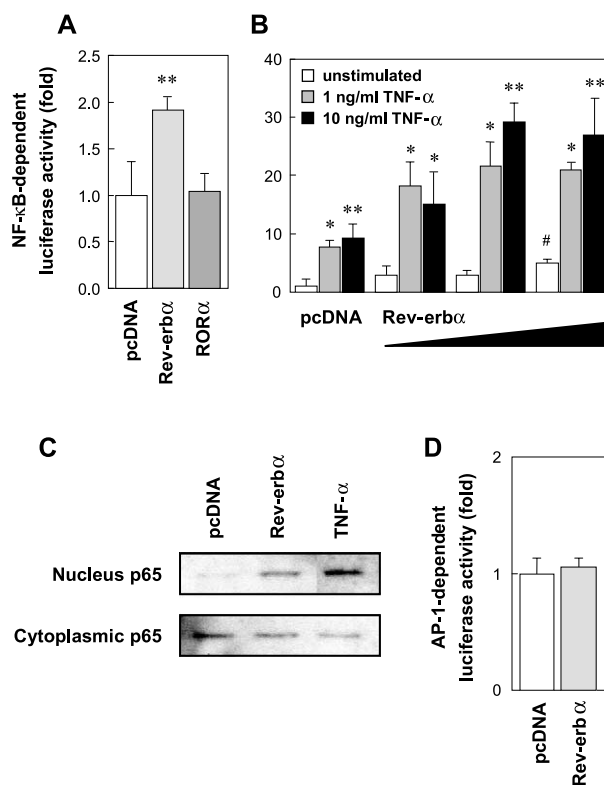 A
NF-κB-dependent
luciferase activity (fold)
2.5
2.0
1.5
1.0
0.5
0.0
**
pcDNA
Rev-erbα
RORα
B
40
30
20
10
0
unstimulated
1 ng/ml TNF-α
10 ng/ml TNF-α
* ** * * * ** # * **
pcDNA Rev-erbα
C
pcDNA
Rev-erbα
TNF-α
Nucleus p65
Cytoplasmic p65
D
AP-1-dependent
luciferase activity (fold)
2
1
0
pcDNA
Rev-erbα